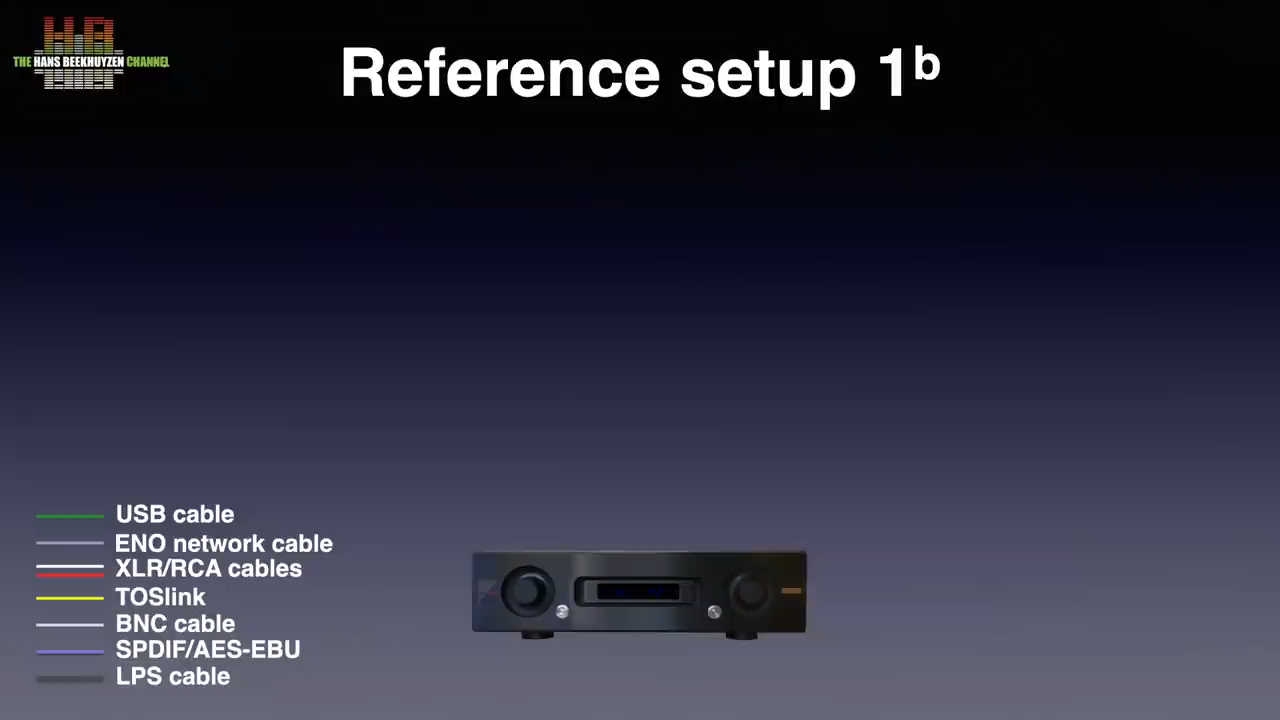 THE HANS BEEKHUYZEN CHANNEL
Reference setup 1ᵇ
USB cable
ENO network cable
XLR/RCA cables
TOSlink
BNC cable
SPDIF/AES-EBU
LPS cable